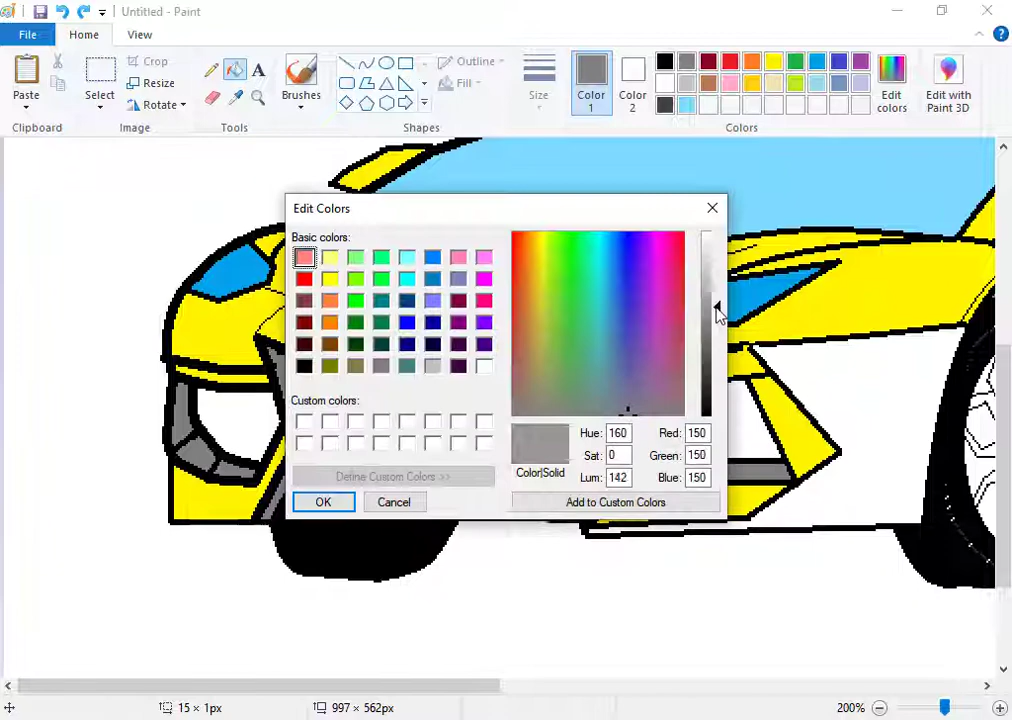 Untitled - Paint
File
Home
View
Paste
Clipboard
Select
Crop
Resize
Rotate
Image
Tools
Brushes
Outline
Fill
Shapes
Size
Color 1
Color 2
Edit colors
Edit with Paint 3D
Colors
Edit Colors
Basic colors:
Custom colors:
Define Custom Colors >>
OK
Cancel
Color|Solid
Hue: 160
Sat: 0
Lum: 142
Red: 150
Green: 150
Blue: 150
Add to Custom Colors
15 × 1px
997 × 562px
200%